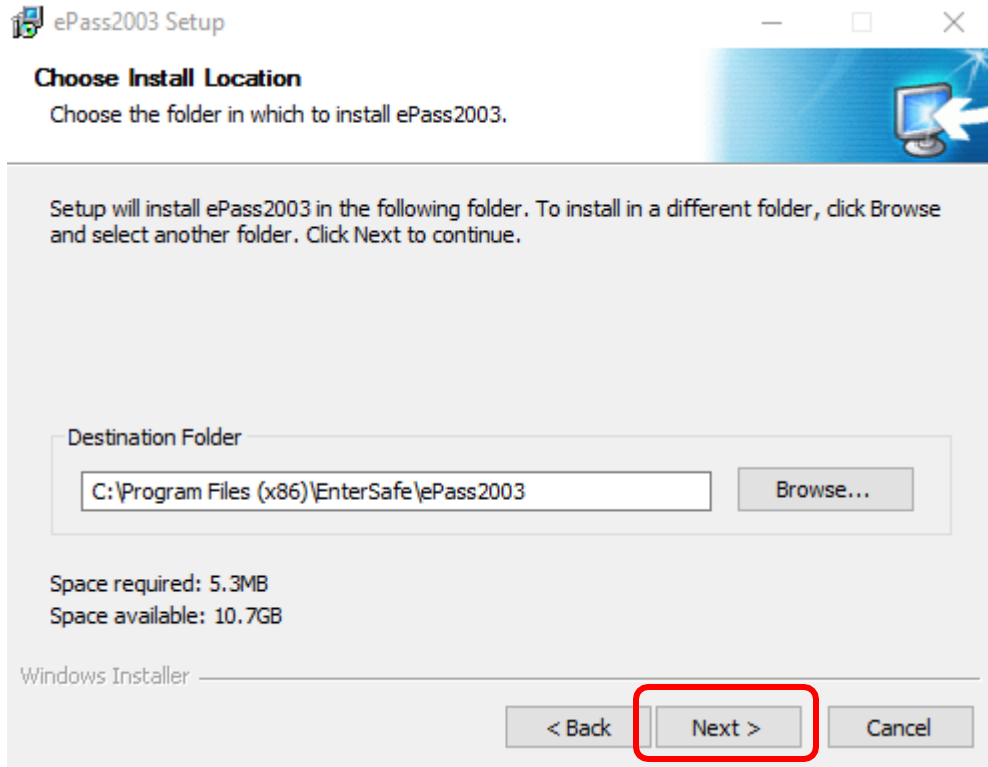 ePass2003 Setup
Choose Install Location
Choose the folder in which to install ePass2003.
Setup will install ePass2003 in the following folder. To install in a different folder, click Browse
and select another folder. Click Next to continue.
Destination Folder
C:\Program Files (x86)\EnterSafe\ePass2003
Browse...
Space required: 5.3MB
Space available: 10.7GB
Windows Installer
< Back
Next >
Cancel